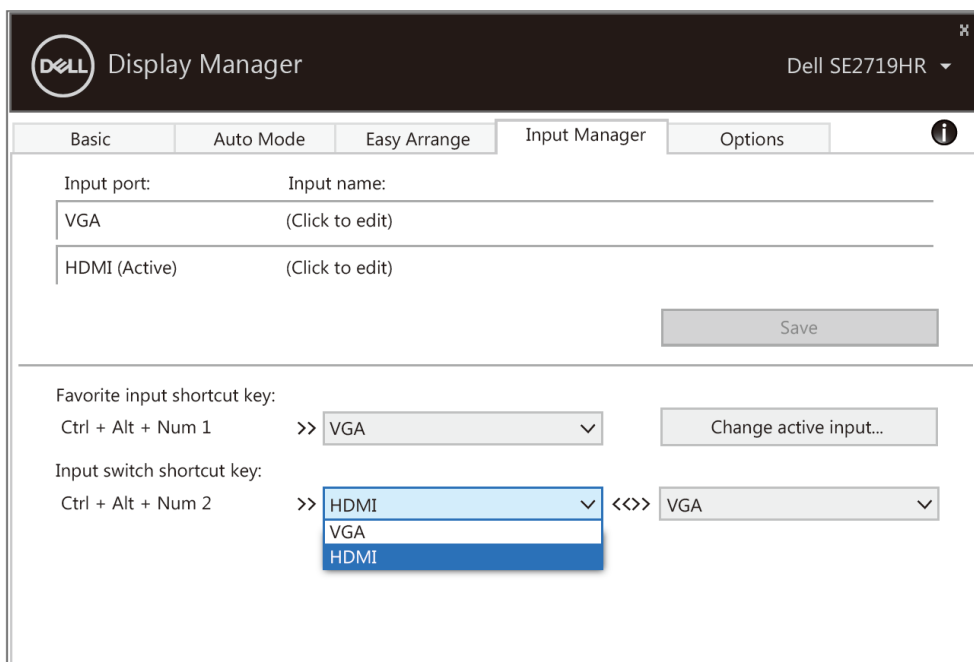 x
DELL Display Manager Dell SE2719HR
Basic Auto Mode Easy Arrange Input Manager Options i
Input port: Input name:
VGA (Click to edit)
HDMI (Active) (Click to edit)
Save
Favorite input shortcut key:
Ctrl + Alt + Num 1 >> VGA Change active input...
Input switch shortcut key:
Ctrl + Alt + Num 2 >> HDMI <<>> VGA
VGA
HDMI